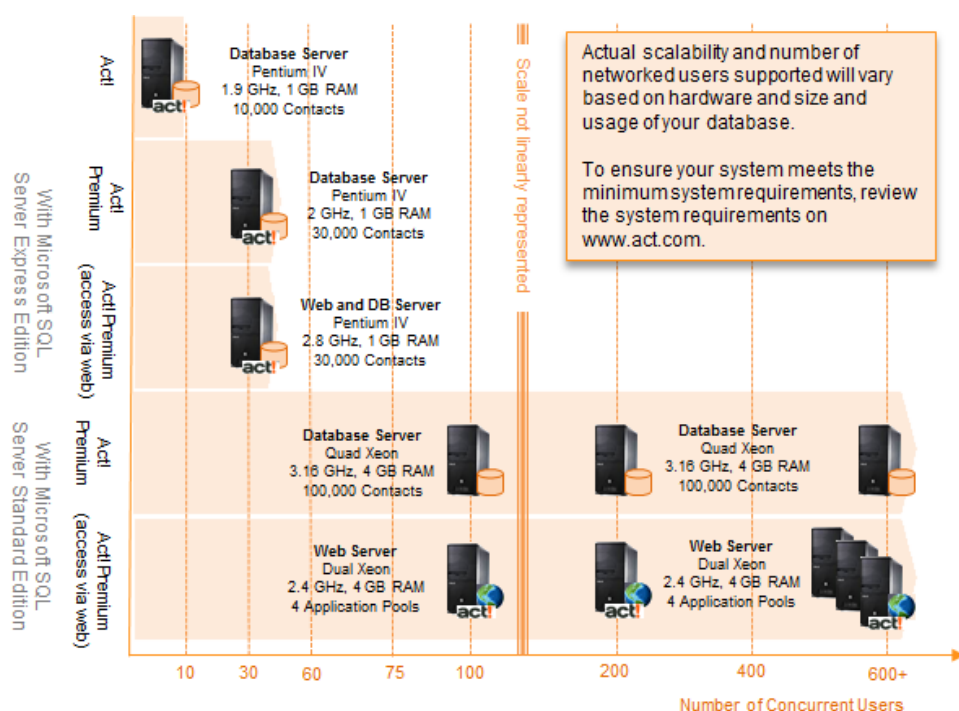 Act!
Database Server
Pentium IV
1.9 GHz, 1 GB RAM
10,000 Contacts
act!
Scale not linearly represented
Actual scalability and number of
networked users supported will vary
based on hardware and size and
usage of your database.
To ensure your system meets the
minimum system requirements, review
the system requirements on
www.act.com.
With Microsoft SQL
Server Express Edition
Act!
Premium
Database Server
Pentium IV
2 GHz, 1 GB RAM
30,000 Contacts
act!
Act! Premium
(access via web)
Web and DB Server
Pentium IV
2.8 GHz, 1 GB RAM
30,000 Contacts
act!
With Microsoft SQL
Server Standard Edition
Act!
Premium
Database Server
Quad Xeon
3.16 GHz, 4 GB RAM
100,000 Contacts
Database Server
Quad Xeon
3.16 GHz, 4 GB RAM
100,000 Contacts
Act! Premium
(access via web)
Web Server
Dual Xeon
2.4 GHz, 4 GB RAM
4 Application Pools
act!
act!
Web Server
Dual Xeon
2.4 GHz, 4 GB RAM
4 Application Pools
act!
10 30 60 75 100 200 400 600+
Number of Concurrent Users